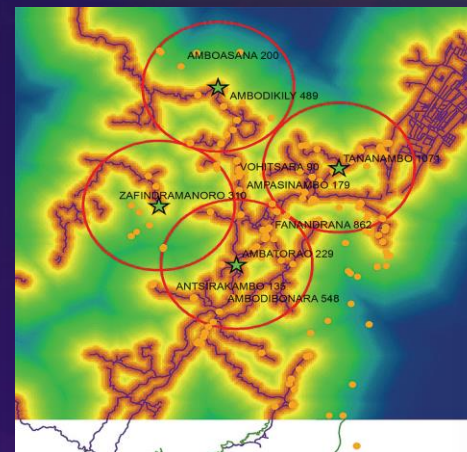 AMBOASANA 200
AMBODIKILY 489
VOHITSARA 90
TANANAMBO 1071
AMPASINAMBO 179
ZAFINDRAMANORO 310
FANANDRANA 862
AMBATORAO 229
ANTSIRAKAMBO 135
AMBODIBONARA 548